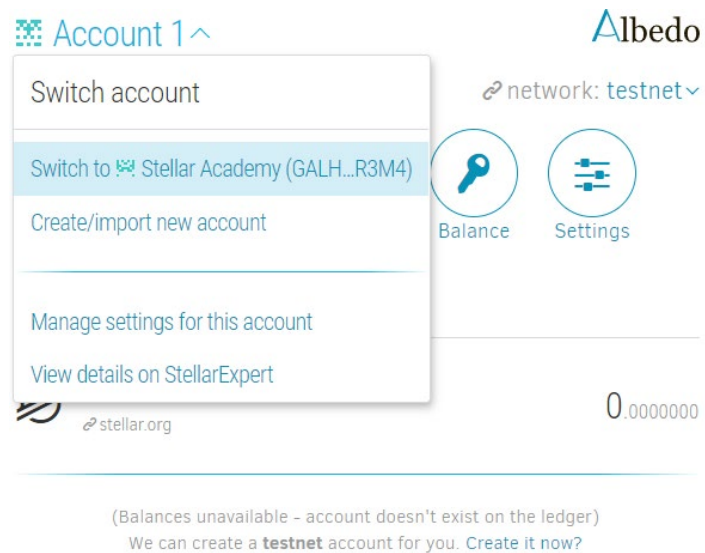 Account 1
Albedo
Switch account
network: testnet
Switch to Stellar Academy (GALH...R3M4)
Create/import new account
Balance
Settings
Manage settings for this account
View details on StellarExpert
stellar.org
0.0000000
(Balances unavailable - account doesn't exist on the ledger)
We can create a testnet account for you. Create it now?